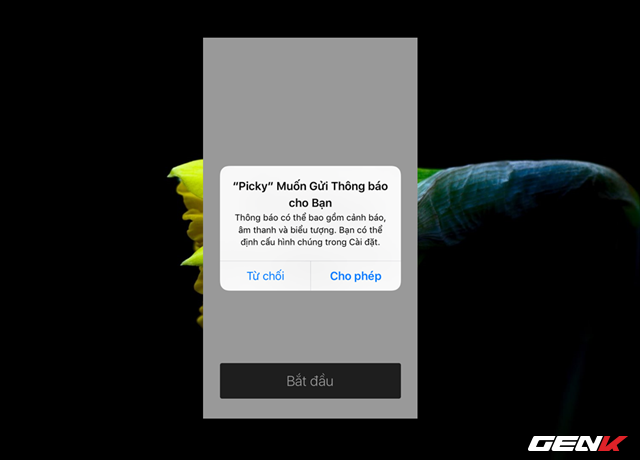 “Picky” Muốn Gửi Thông báo
cho Bạn
Thông báo có thể bao gồm cảnh báo,
âm thanh và biểu tượng. Bạn có thể
định cấu hình chúng trong Cài đặt.
Từ chối
Cho phép
Bắt đầu
GENK